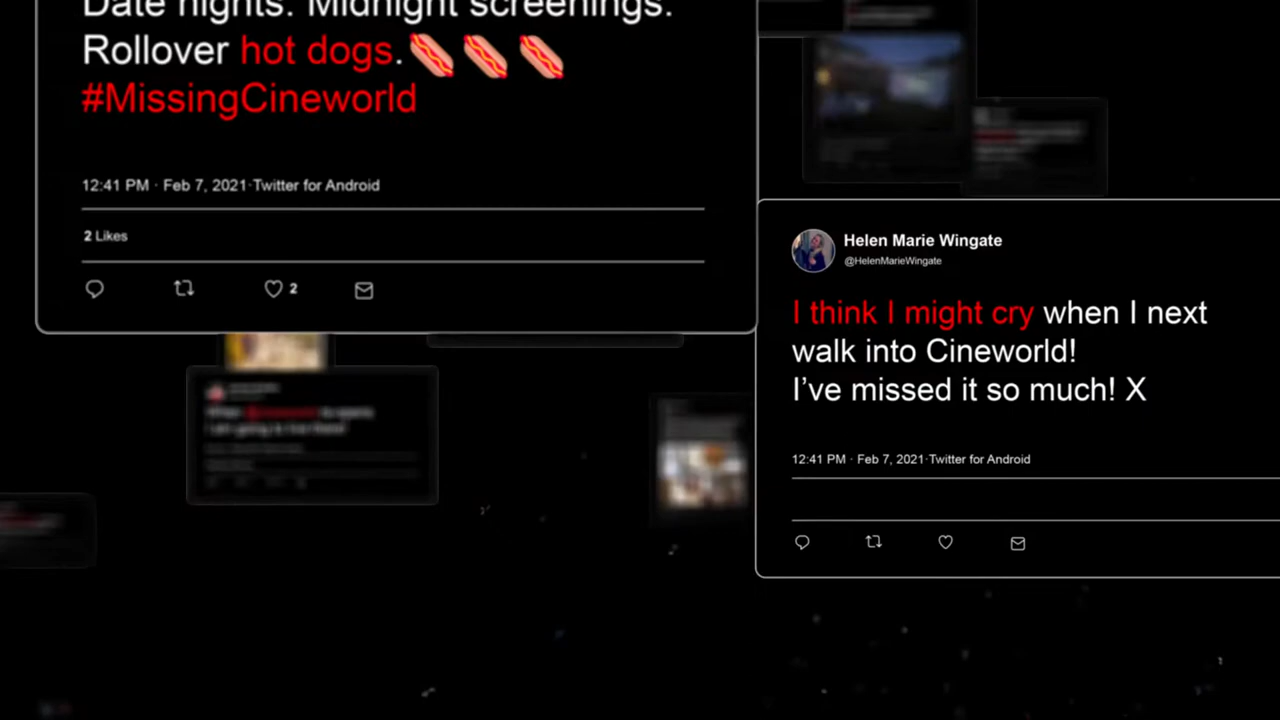 Date nights. Midnight screenings.
Rollover hot dogs.
#MissingCineworld
12:41 PM · Feb 7, 2021·Twitter for Android
2 Likes
2
Helen Marie Wingate
@HelenMarieWingate
I think I might cry when I next
walk into Cineworld!
I’ve missed it so much! X
12:41 PM · Feb 7, 2021·Twitter for Android